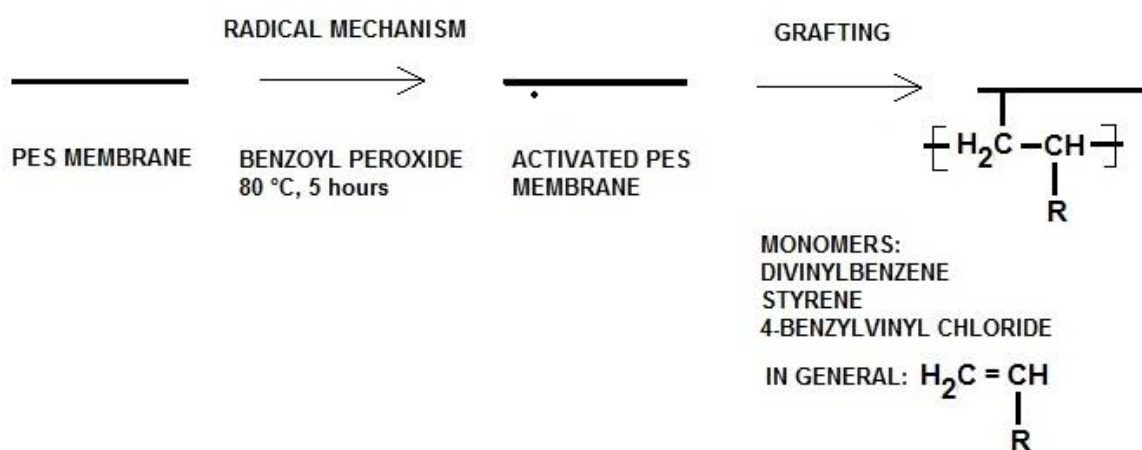 RADICAL MECHANISM
GRAFTING
PES MEMBRANE
BENZOYL PEROXIDE
80 °C, 5 hours
ACTIVATED PES
MEMBRANE
H₂C – CH
R
MONOMERS:
DIVINYLBENZENE
STYRENE
4-BENZYLVINYL CHLORIDE
IN GENERAL: H₂C = CH
R